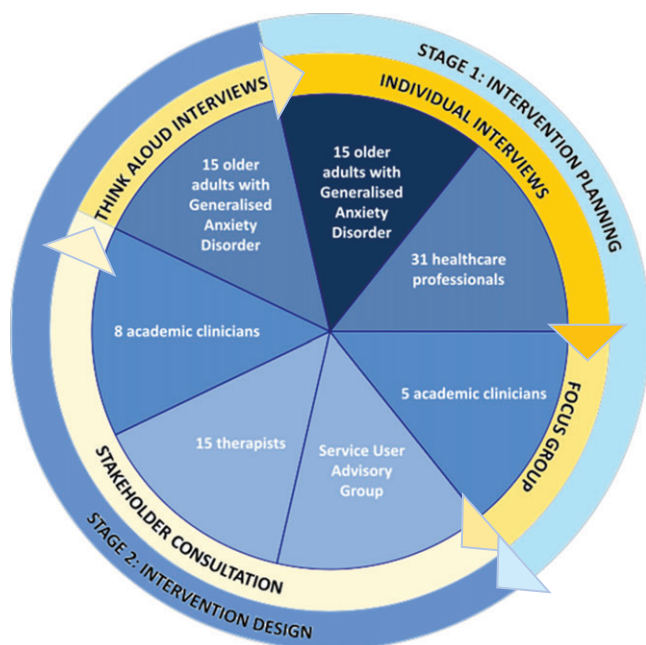 STAGE 1: INTERVENTION PLANNING
INDIVIDUAL INTERVIEWS
15 older
adults with
Generalised
Anxiety
Disorder
31 healthcare
professionals
FOCUS GROUP
5 academic clinicians
STAGE 2: INTERVENTION DESIGN
STAKEHOLDER CONSULTATION
Service User
Advisory
Group
15 therapists
8 academic clinicians
THINK ALOUD INTERVIEWS
15 older
adults with
Generalised
Anxiety
Disorder